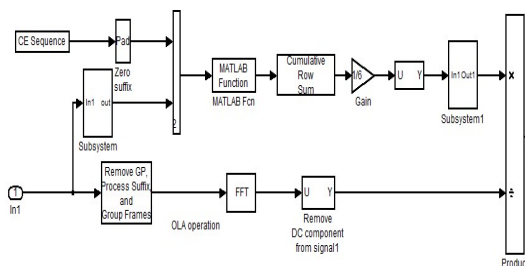 CE Sequence
Pad
Zero
suffix
In1 out
Subsystem
2
MATLAB
Function
MATLAB Fcn
Cumulative
Row
Sum
1/6
Gain
U Y
In1 Out1
Subsystem1
×
÷
Produc
1
In1
Remove GP,
Process Suffix,
and
Group Frames
OLA operation
FFT
U Y
Remove
DC component
from signal1